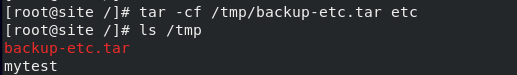 [root@site /]# tar -cf /tmp/backup-etc.tar etc
[root@site /]# ls /tmp
backup-etc.tar
mytest